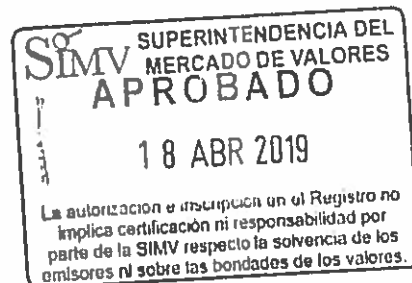 SIMV SUPERINTENDENCIA DEL
MERCADO DE VALORES
APROBADO
18 ABR 2019
La autorización e inscripción en el Registro no
implica certificación ni responsabilidad por
parte de la SIMV respecto la solvencia de los
emisores ni sobre las bondades de los valores.